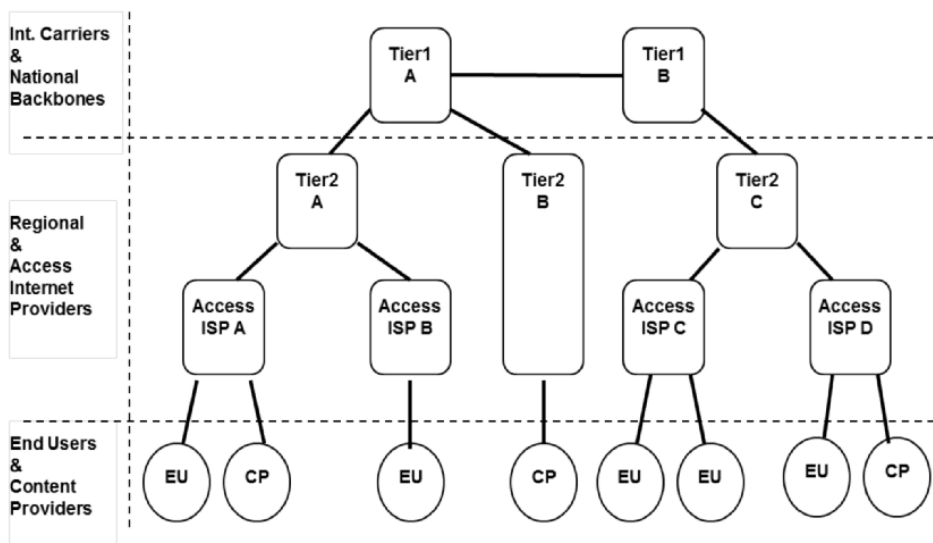 Int. Carriers
&
National
Backbones
Tier1
A
Tier1
B
Regional
&
Access
Internet
Providers
Tier2
A
Tier2
B
Tier2
C
Access
ISP A
Access
ISP B
Access
ISP C
Access
ISP D
End Users
&
Content
Providers
EU
CP
EU
CP
EU
EU
EU
CP